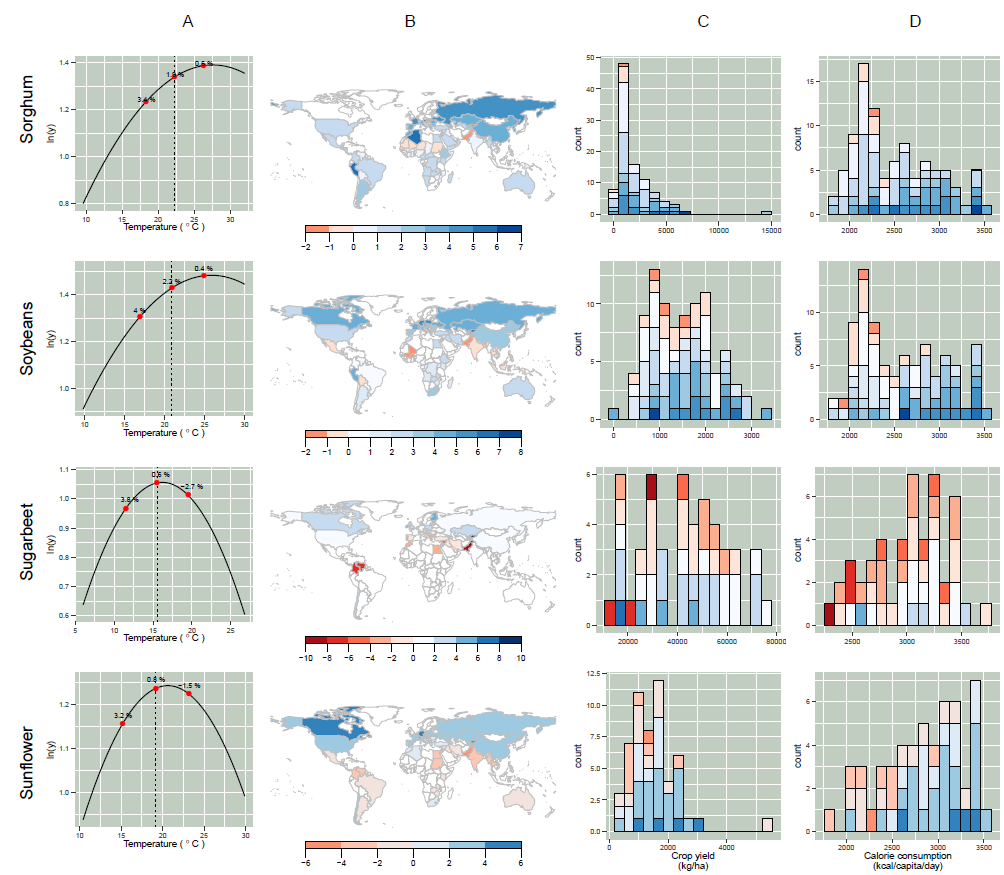 A B C D
Sorghum
ln(y)
1.4
1.2
1.0
0.8
3.4 %
0.5 %
10 15 20 25 30
Temperature ( ° C )
−2 −1 0 1 2 3 4 5 6 7
count
50
40
30
20
10
0
0 5000 10000 15000
count
15
10
5
0
2000 2500 3000 3500
Soybeans
ln(y)
1.4
1.2
1.0
4 %
2.2 %
0.4 %
10 15 20 25 30
Temperature ( ° C )
−2 −1 0 1 2 3 4 5 6 7 8
count
10
5
0
0 1000 2000 3000
count
10
5
0
2000 2500 3000 3500
Sugarbeet
ln(y)
1.1
1.0
0.9
0.8
0.7
0.6
3.8 %
0.6 %
−2.7 %
5 10 15 20 25
Temperature ( ° C )
−10 −8 −6 −4 −2 0 2 4 6 8 10
count
6
4
2
0
20000 40000 60000 80000
count
6
4
2
0
2500 3000 3500
Sunflower
ln(y)
1.2
1.1
1.0
3.2 %
0.8 %
−1.5 %
10 15 20 25 30
Temperature ( ° C )
−6 −4 −2 0 2 4 6
count
12.5
10.0
7.5
5.0
2.5
0.0
0 2000 4000
Crop yield
(kg/ha)
count
6
4
2
0
2000 2500 3000 3500
Calorie consumption
(kcal/capita/day)